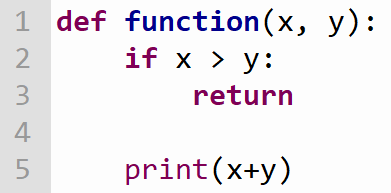 1 def function(x, y):
2     if x > y:
3         return
4
5     print(x+y)